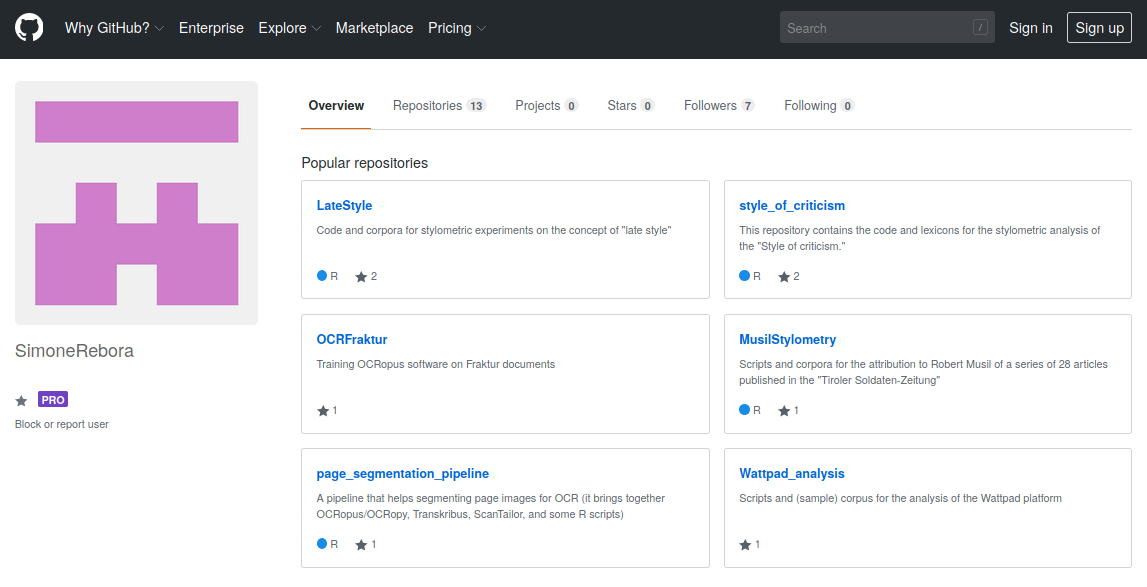 Why GitHub? Enterprise Explore Marketplace Pricing Search / Sign in Sign up
Overview Repositories 13 Projects 0 Stars 0 Followers 7 Following 0
SimoneRebora
PRO
Block or report user
Popular repositories
LateStyle
Code and corpora for stylometric experiments on the concept of "late style"
R 2
style_of_criticism
This repository contains the code and lexicons for the stylometric analysis of
the "Style of criticism."
R 2
OCRFraktur
Training OCRopus software on Fraktur documents
1
MusilStylometry
Scripts and corpora for the attribution to Robert Musil of a series of 28 articles
published in the "Tiroler Soldaten-Zeitung"
R 1
page_segmentation_pipeline
A pipeline that helps segmenting page images for OCR (it brings together
OCRopus/OCRopy, Transkribus, ScanTailor, and some R scripts)
R 1
Wattpad_analysis
Scripts and (sample) corpus for the analysis of the Wattpad platform
1